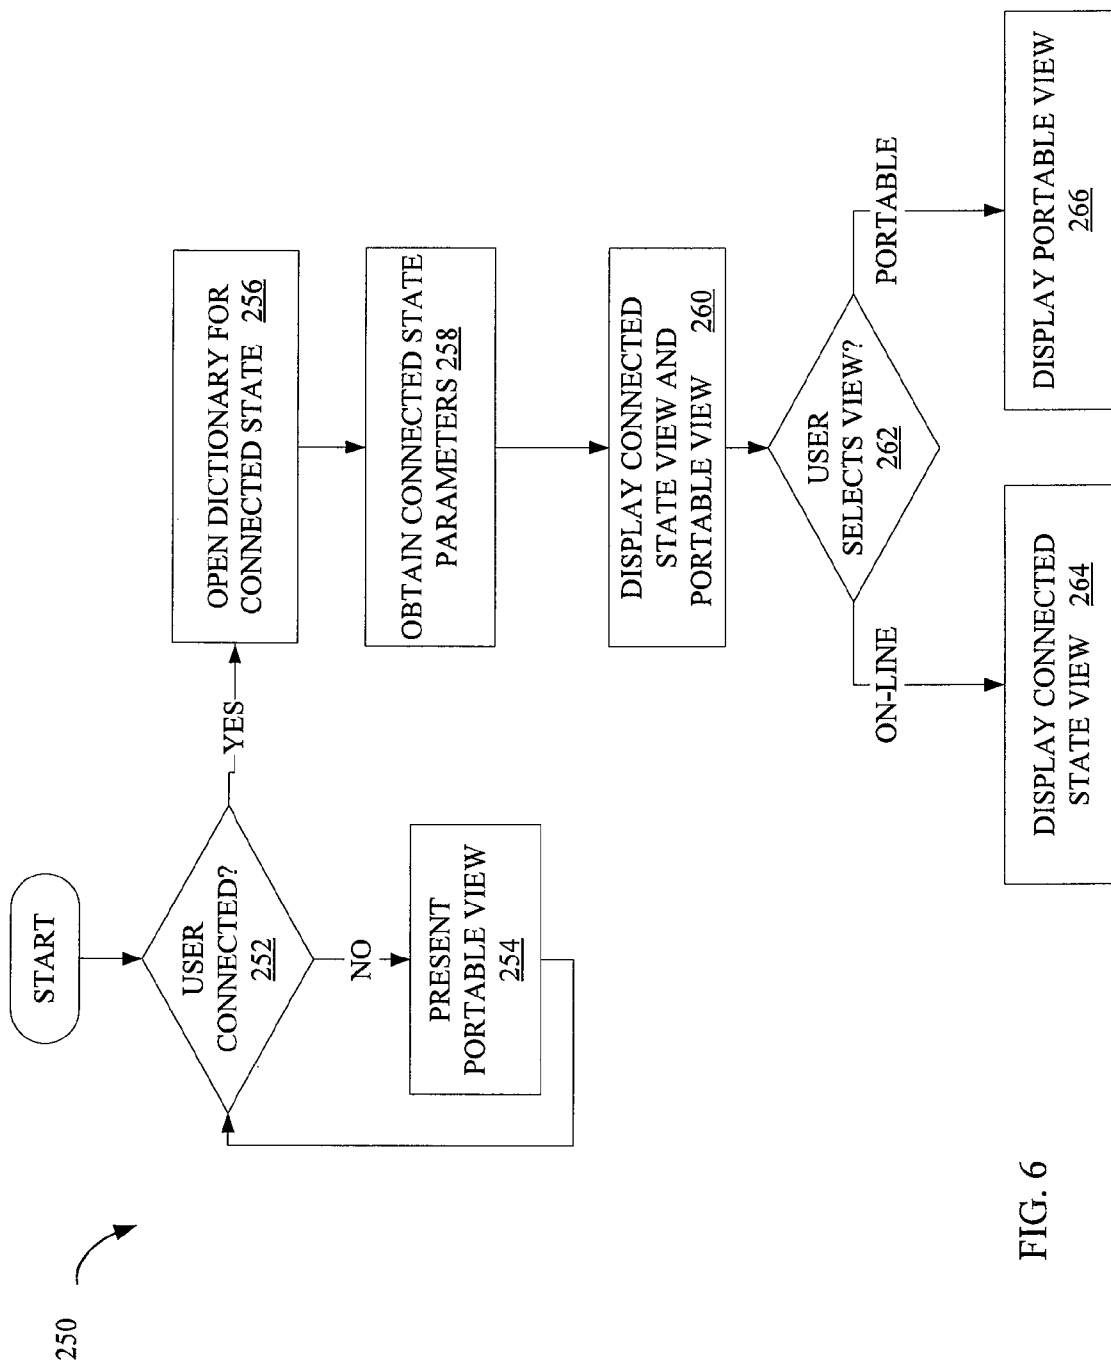 250
START
USER
CONNECTED?
252
YES
NO
PRESENT
PORTABLE VIEW
254
OPEN DICTIONARY FOR
CONNECTED STATE 256
OBTAIN CONNECTED STATE
PARAMETERS 258
DISPLAY CONNECTED
STATE VIEW AND
PORTABLE VIEW 260
USER
SELECTS VIEW?
262
ON-LINE
PORTABLE
DISPLAY CONNECTED
STATE VIEW 264
DISPLAY PORTABLE VIEW
266
FIG. 6